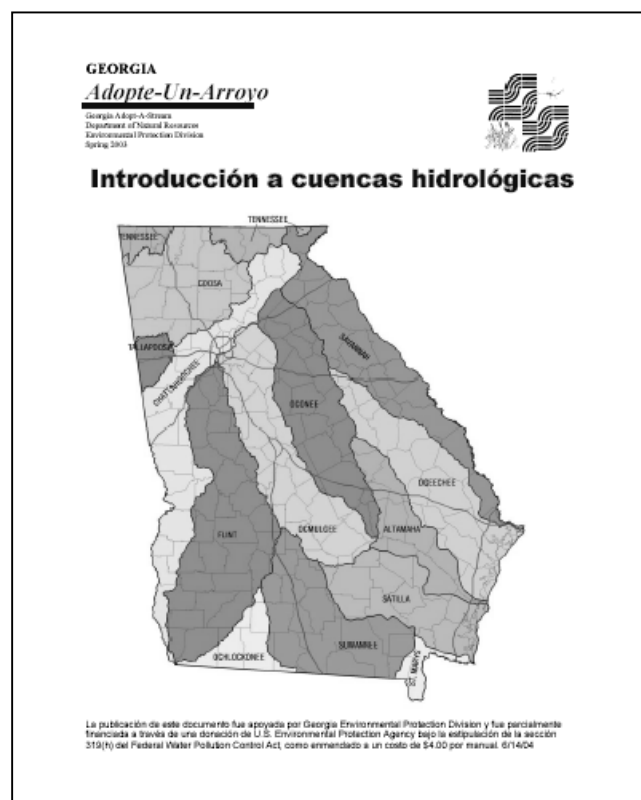 GEORGIA
Adopte-Un-Arroyo
Georgia Adopt-A-Stream
Department of Natural Resources
Environmental Protection Division
Spring 2003
Introducción a cuencas hidrológicas
TENNESSEE
TENNESSEE
COOSA
TALLAPOOSA
CHATTAHOOCHEE
SAVANNAH
OCONEE
OGEECHEE
OCMULGEE
ALTAMAHA
FLINT
SATILLA
SUWANNEE
OCHLOCKONEE
ST. MARYS
La publicación de este documento fue apoyada por Georgia Environmental Protection Division y fue parcialmente
financiada a través de una donación de U.S. Environmental Protection Agency bajo la estipulación de la sección
319(h) del Federal Water Pollution Control Act, como enmendado a un costo de $4.00 por manual. 6/14/04